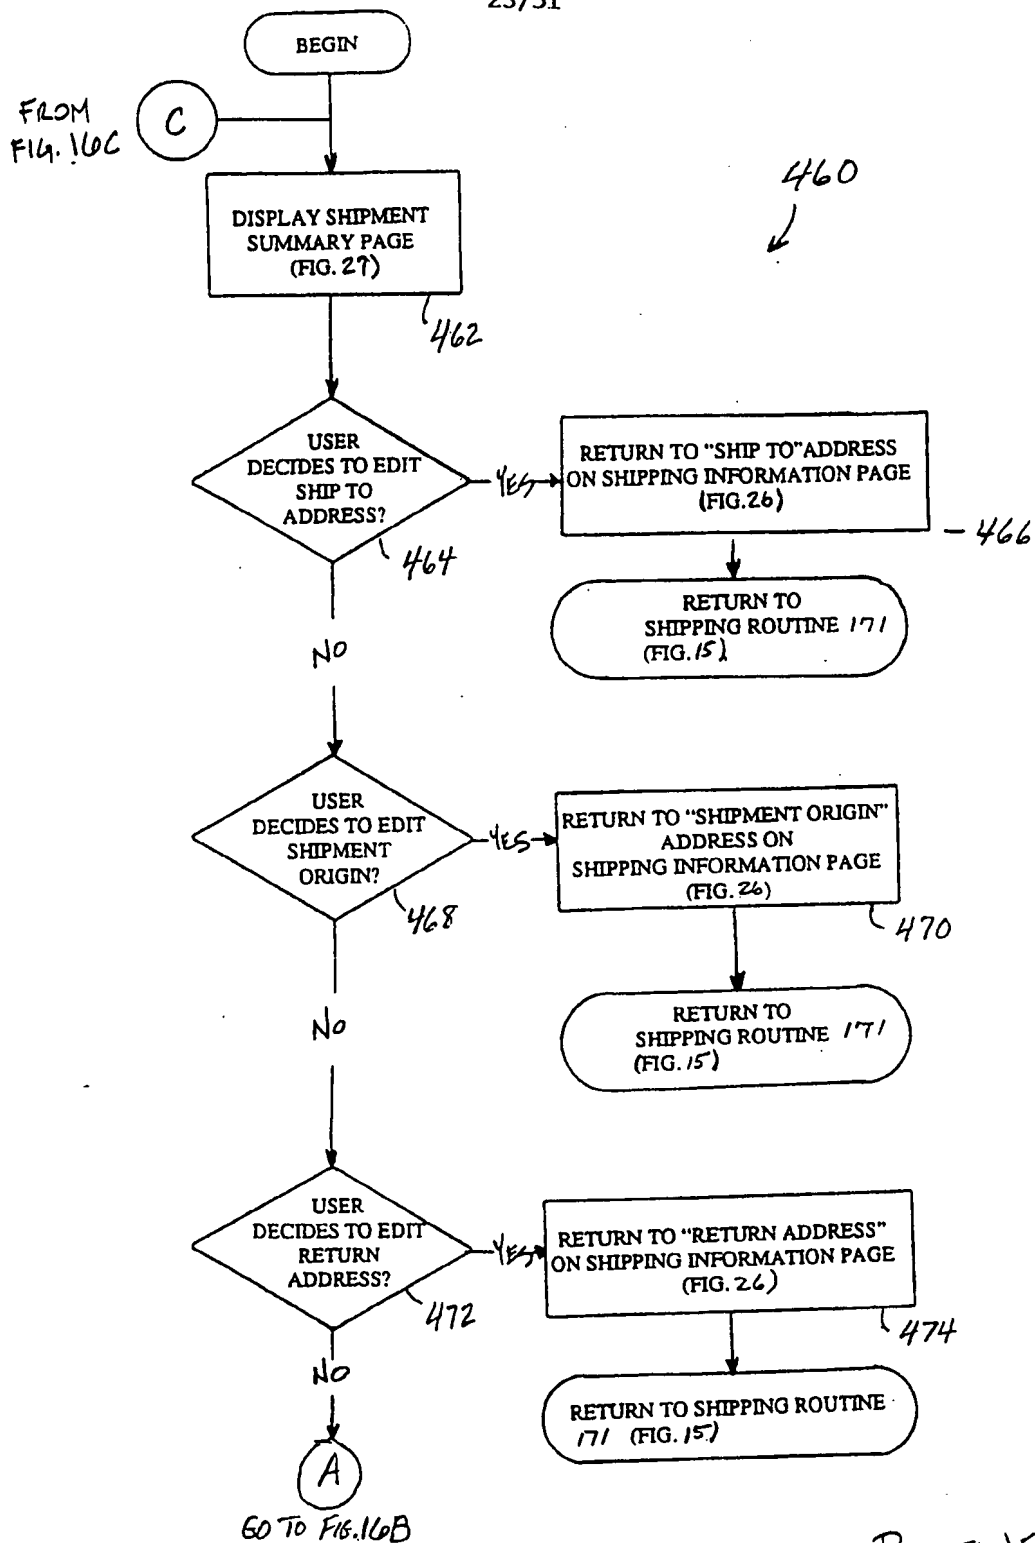 BEGIN
FROM
FIG. 16C
C
460
DISPLAY SHIPMENT
SUMMARY PAGE
(FIG. 27)
462
USER
DECIDES TO EDIT
SHIP TO
ADDRESS?
YES
RETURN TO "SHIP TO" ADDRESS
ON SHIPPING INFORMATION PAGE
(FIG.26)
464
466
RETURN TO
SHIPPING ROUTINE 171
(FIG.15)
NO
USER
DECIDES TO EDIT
SHIPMENT
ORIGIN?
YES
RETURN TO "SHIPMENT ORIGIN"
ADDRESS ON
SHIPPING INFORMATION PAGE
(FIG. 26)
468
470
RETURN TO
SHIPPING ROUTINE 171
(FIG. 15)
NO
USER
DECIDES TO EDIT
RETURN
ADDRESS?
YES
RETURN TO "RETURN ADDRESS"
ON SHIPPING INFORMATION PAGE
(FIG. 26)
472
474
NO
RETURN TO SHIPPING ROUTINE
171 (FIG. 15)
A
GO TO FIG.16B